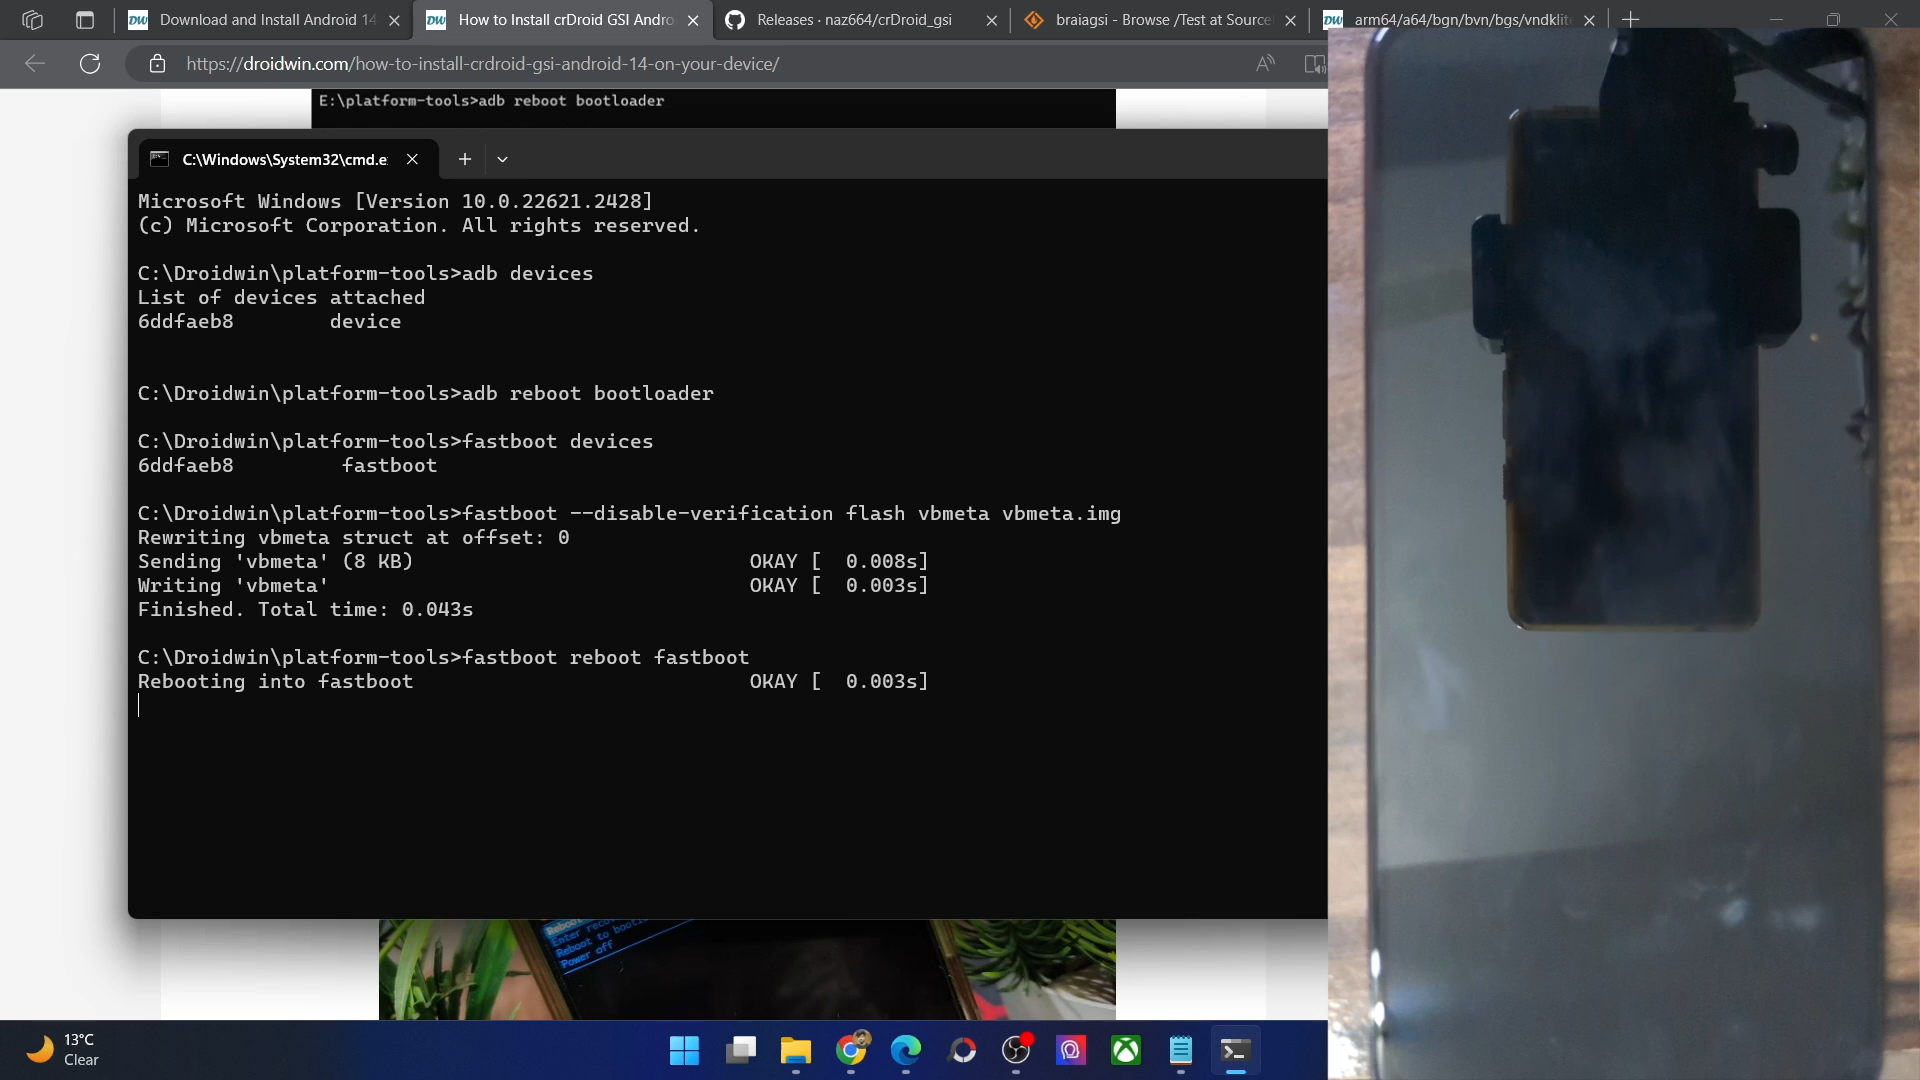 Download and Install Android 14
How to Install crDroid GSI Andro
Releases · naz664/crDroid_gsi
braiagsi - Browse /Test at Source
arm64/a64/bgn/bvn/bgs/vndklite
https://droidwin.com/how-to-install-crdroid-gsi-android-14-on-your-device/
E:\platform-tools>adb reboot bootloader
C:\Windows\System32\cmd.e
Microsoft Windows [Version 10.0.22621.2428]
(c) Microsoft Corporation. All rights reserved.
C:\Droidwin\platform-tools>adb devices
List of devices attached
6ddfaeb8 device
C:\Droidwin\platform-tools>adb reboot bootloader
C:\Droidwin\platform-tools>fastboot devices
6ddfaeb8 fastboot
C:\Droidwin\platform-tools>fastboot --disable-verification flash vbmeta vbmeta.img
Rewriting vbmeta struct at offset: 0
Sending 'vbmeta' (8 KB) OKAY [ 0.008s]
Writing 'vbmeta' OKAY [ 0.003s]
Finished. Total time: 0.043s
C:\Droidwin\platform-tools>fastboot reboot fastboot
Rebooting into fastboot OKAY [ 0.003s]
Enter
Reboot to
Power off
13°C
Clear